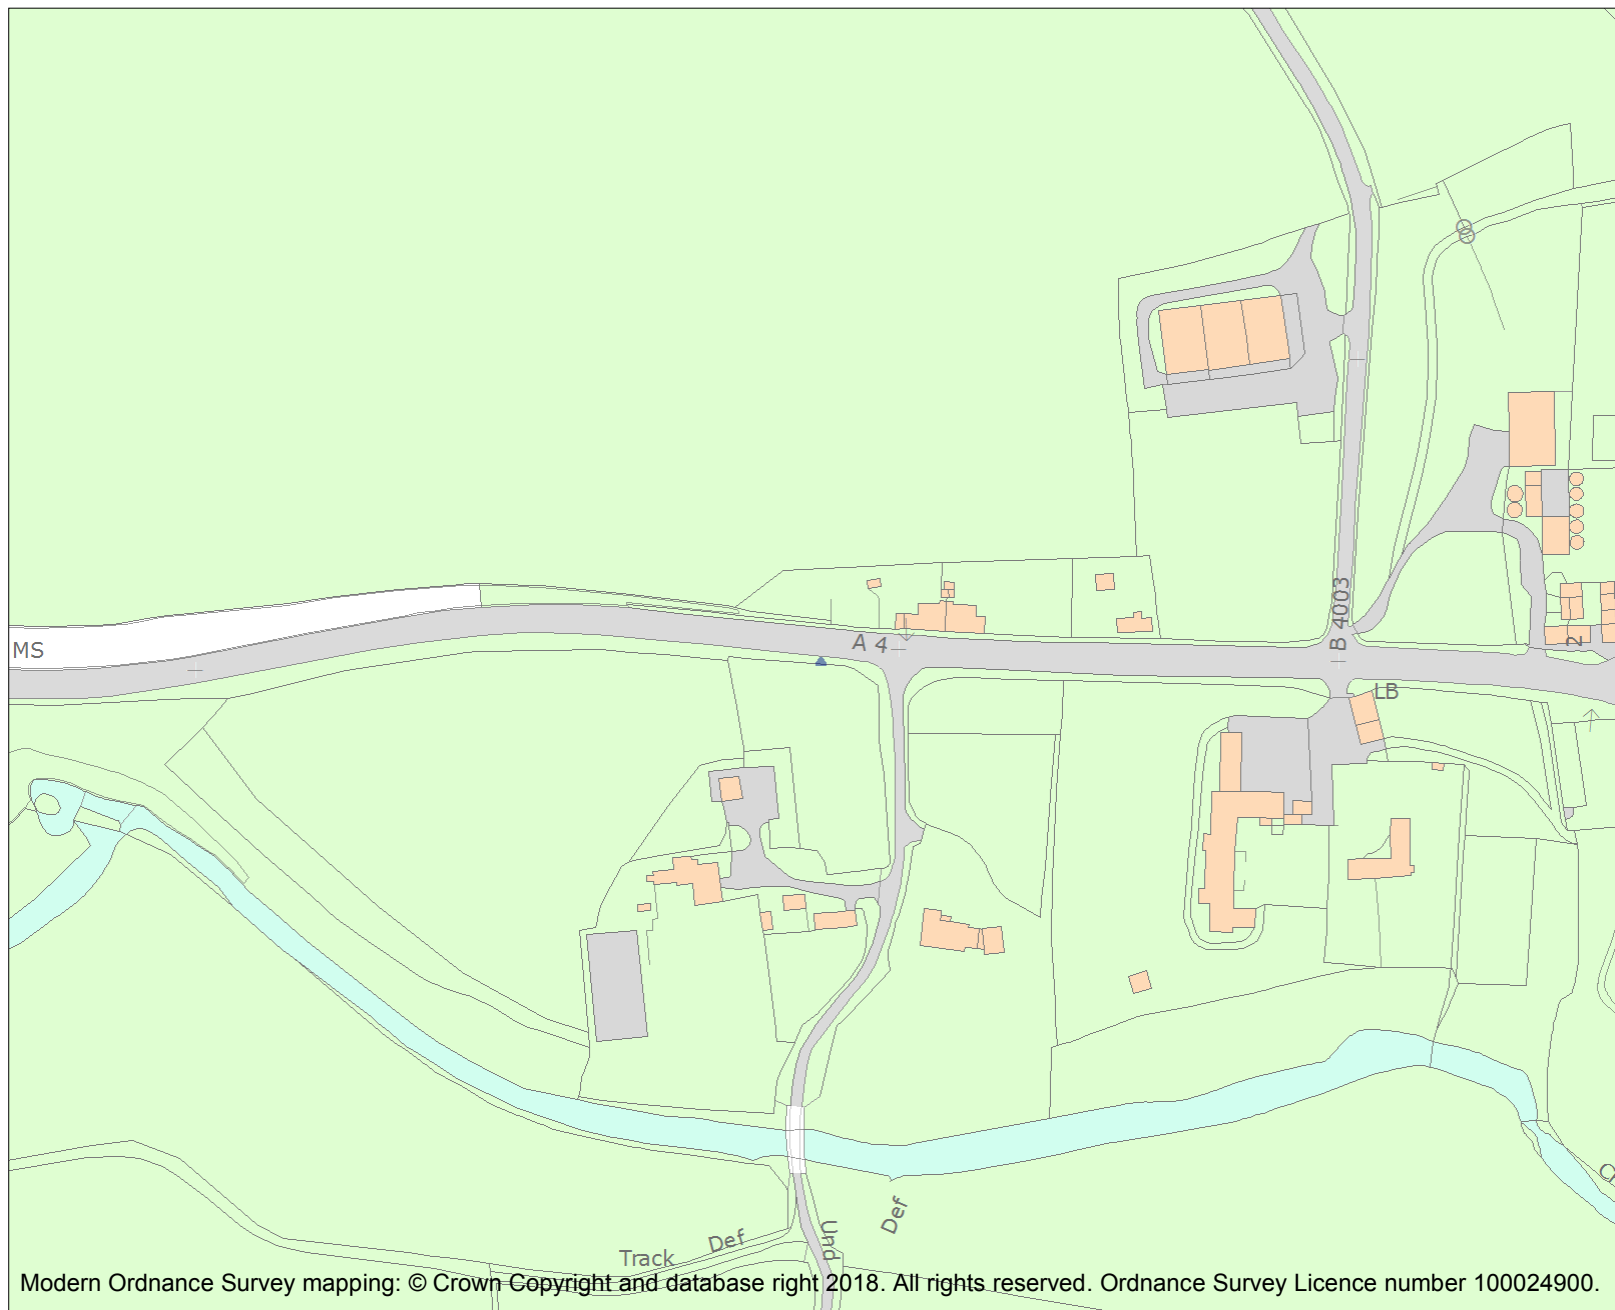 B 4003
A 4
MS
2
LB
Def
Def
Und
Track
Modern Ordnance Survey mapping: © Crown Copyright and database right 2018. All rights reserved. Ordnance Survey Licence number 100024900.